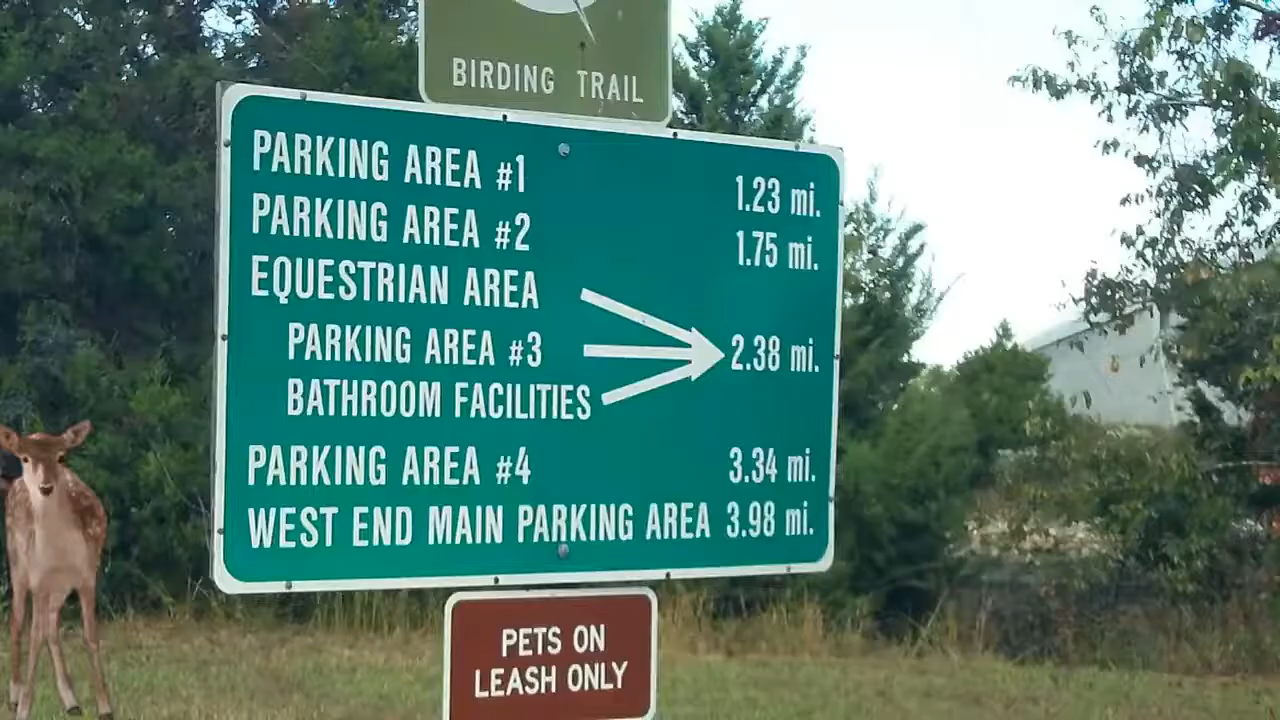 BIRDING TRAIL
PARKING AREA #1 1.23 mi.
PARKING AREA #2 1.75 mi.
EQUESTRIAN AREA
PARKING AREA #3 2.38 mi.
BATHROOM FACILITIES
PARKING AREA #4 3.34 mi.
WEST END MAIN PARKING AREA 3.98 mi.
PETS ON
LEASH ONLY